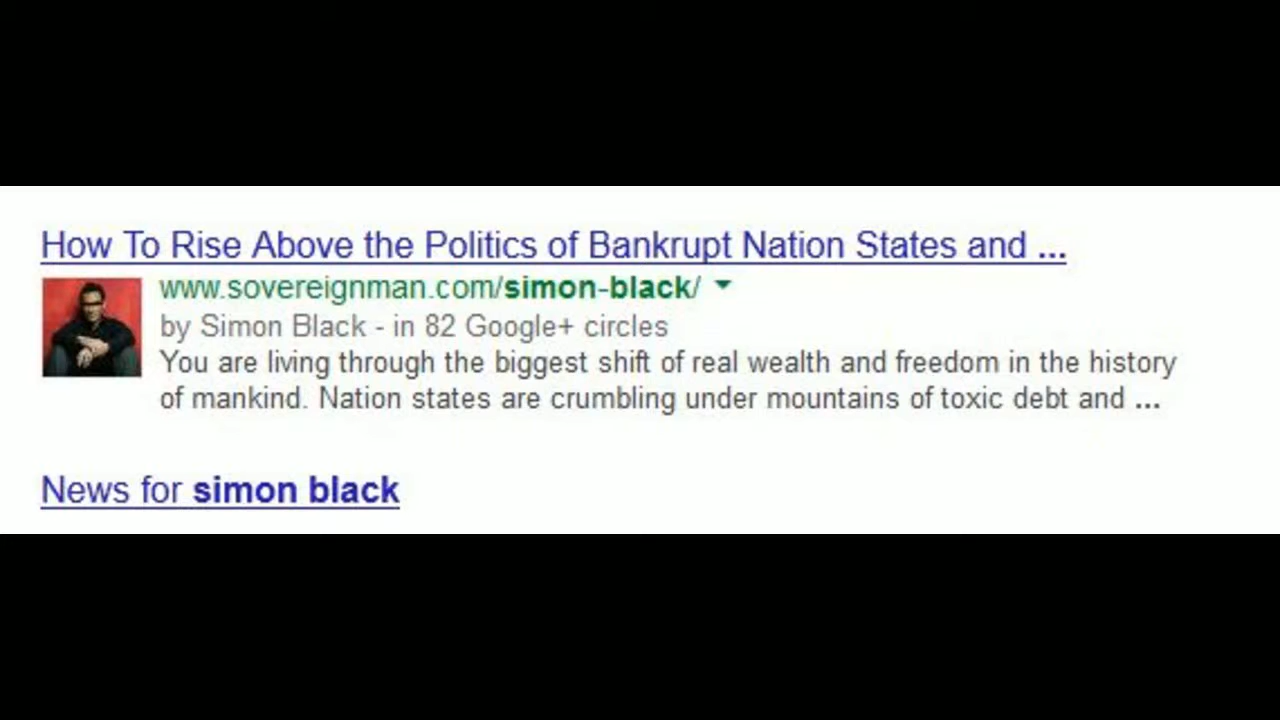 How To Rise Above the Politics of Bankrupt Nation States and ...
www.sovereignman.com/simon-black/
by Simon Black - in 82 Google+ circles
You are living through the biggest shift of real wealth and freedom in the history
of mankind. Nation states are crumbling under mountains of toxic debt and ...
News for simon black